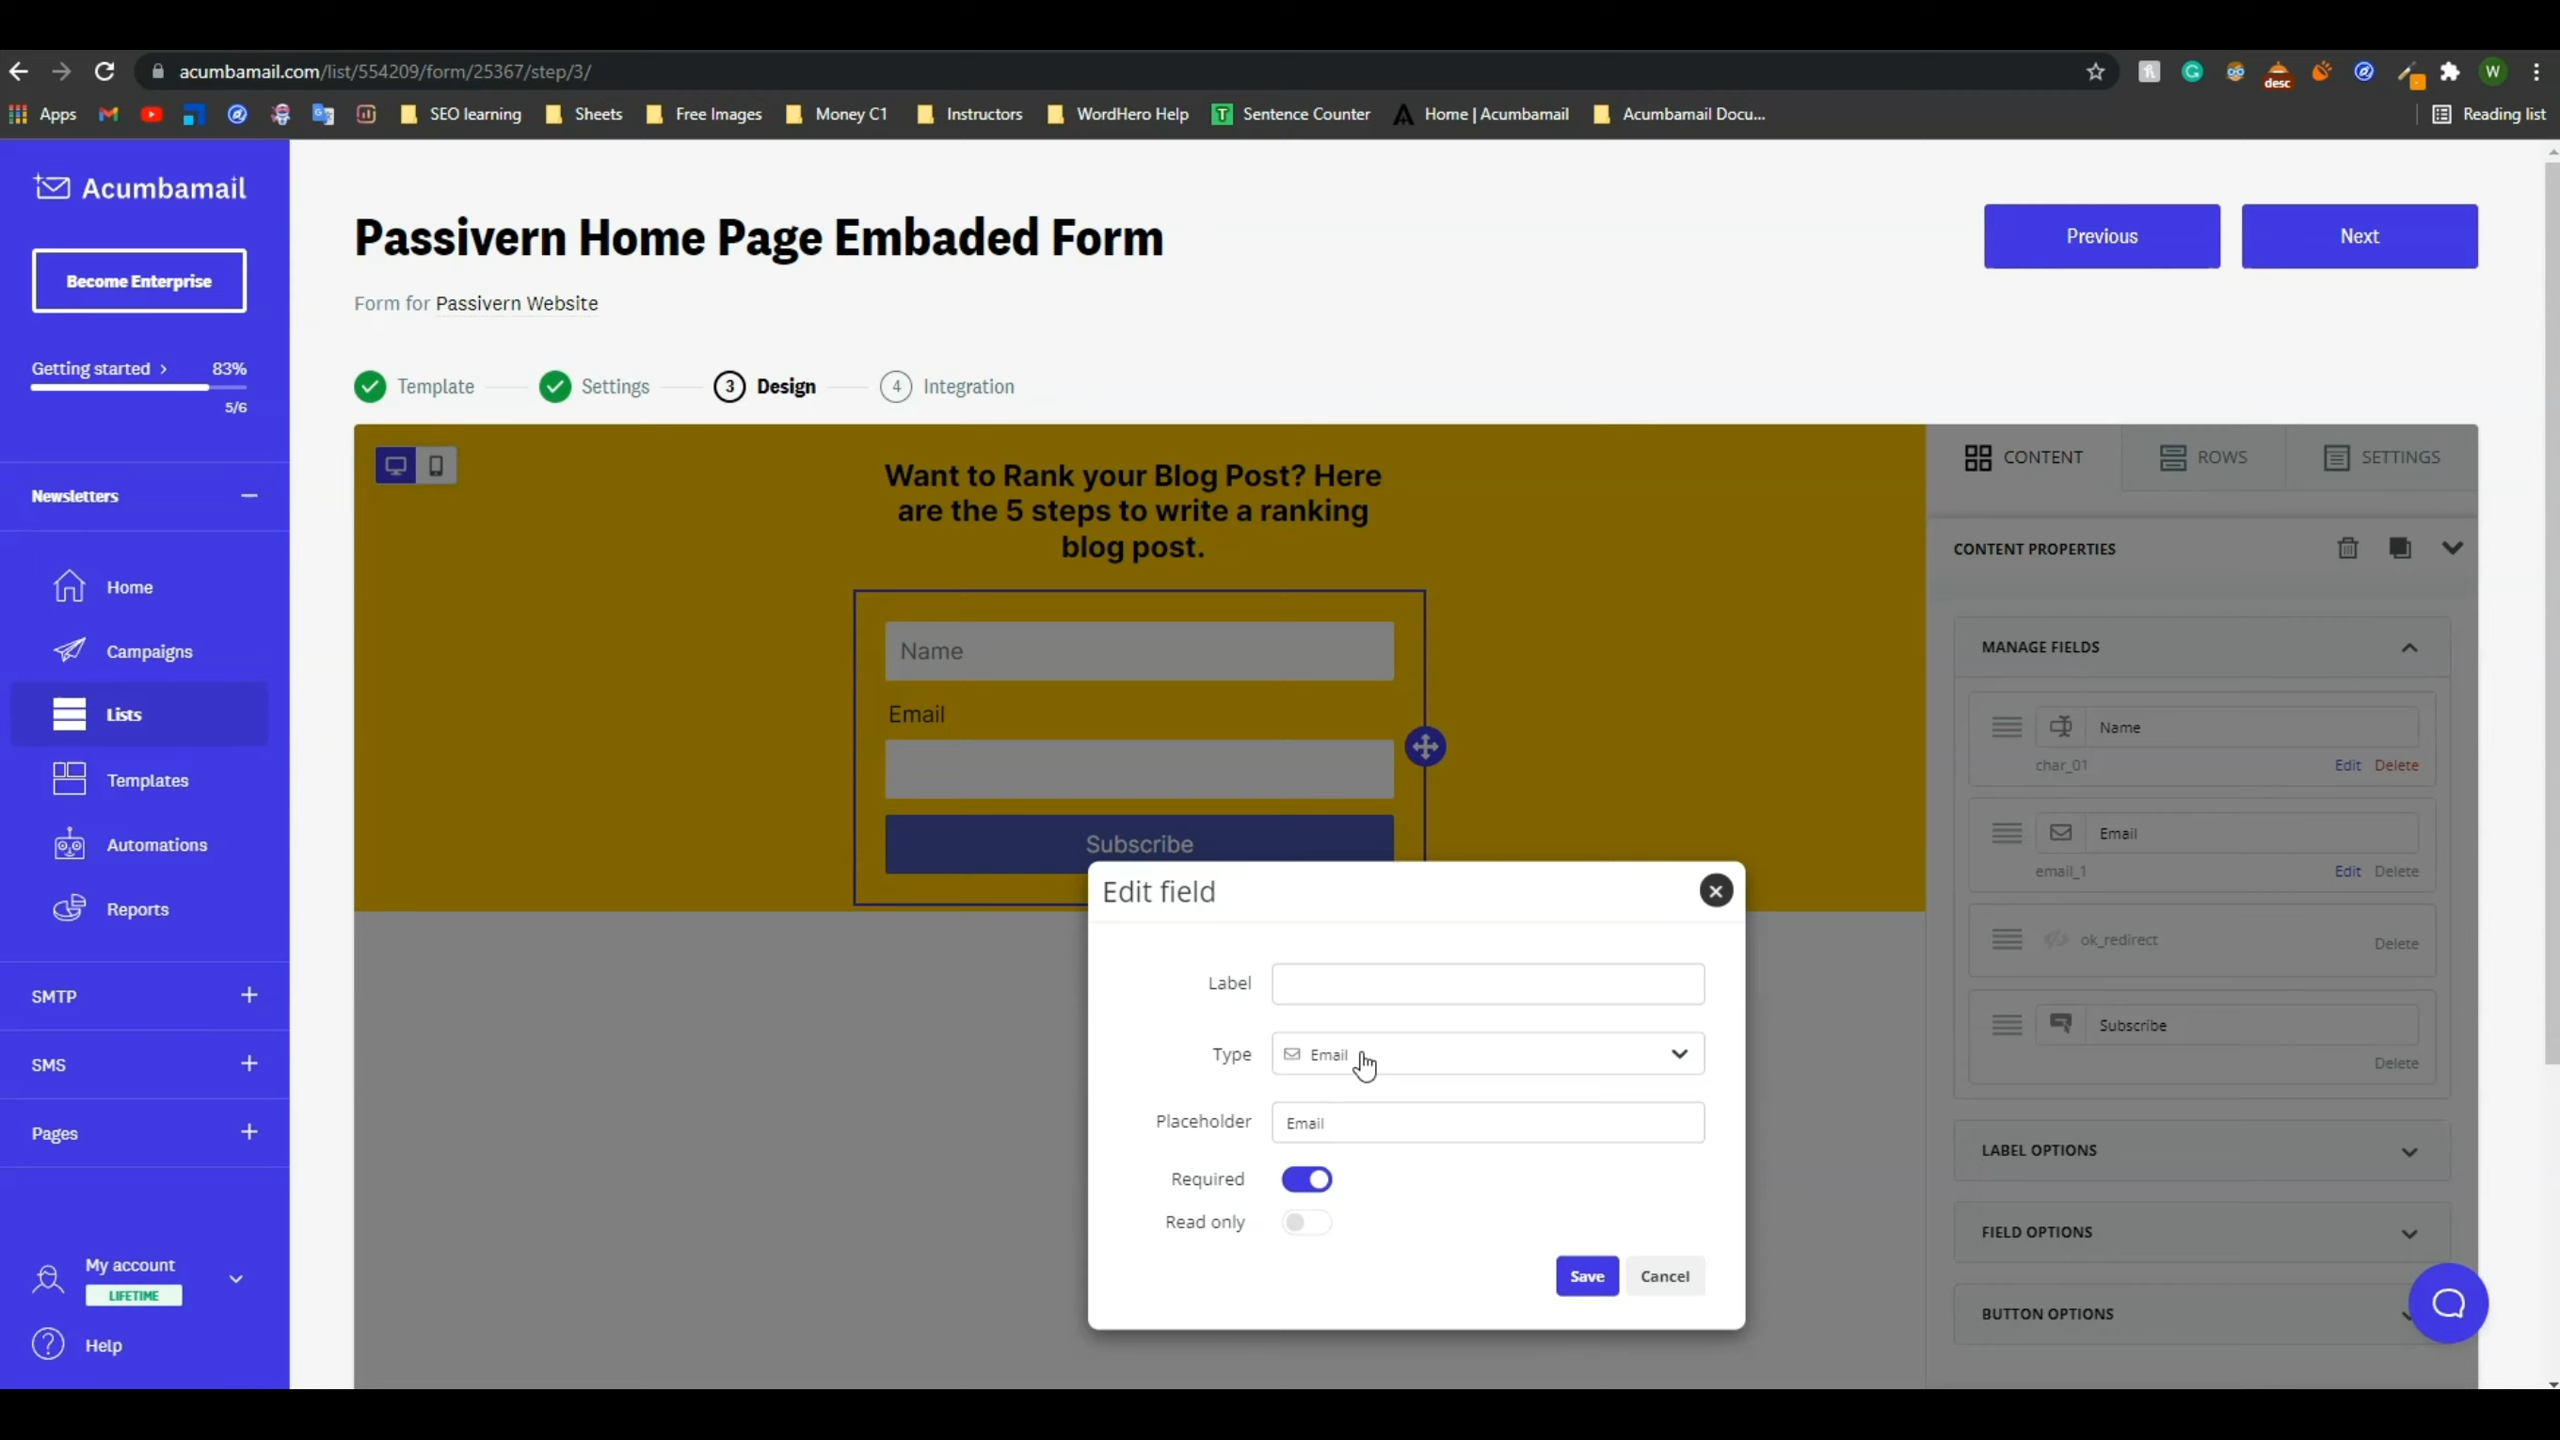 acumbamail.com/list/554209/form/25367/step/3/
desc
W
Apps
SEO learning
Sheets
Free Images
Money C1
Instructors
WordHero Help
T
Sentence Counter
Home | Acumbamail
Acumbamail Docu...
Reading list
Acumbamail
Become Enterprise
Getting started > 83%
5/6
Newsletters
Home
Campaigns
Lists
Templates
Automations
Reports
SMTP
SMS
Pages
My account
LIFETIME
Help
Passivern Home Page Embaded Form
Previous
Next
Form for Passivern Website
Template
Settings
3 Design
4 Integration
Want to Rank your Blog Post? Here
are the 5 steps to write a ranking
blog post.
Name
Email
Subscribe
Edit field
Label
Type Email
Placeholder Email
Required
Read only
Save
Cancel
CONTENT
ROWS
SETTINGS
CONTENT PROPERTIES
MANAGE FIELDS
Name
char_01 Edit Delete
Email
email_1 Edit Delete
ok_redirect Delete
Subscribe
Delete
LABEL OPTIONS
FIELD OPTIONS
BUTTON OPTIONS